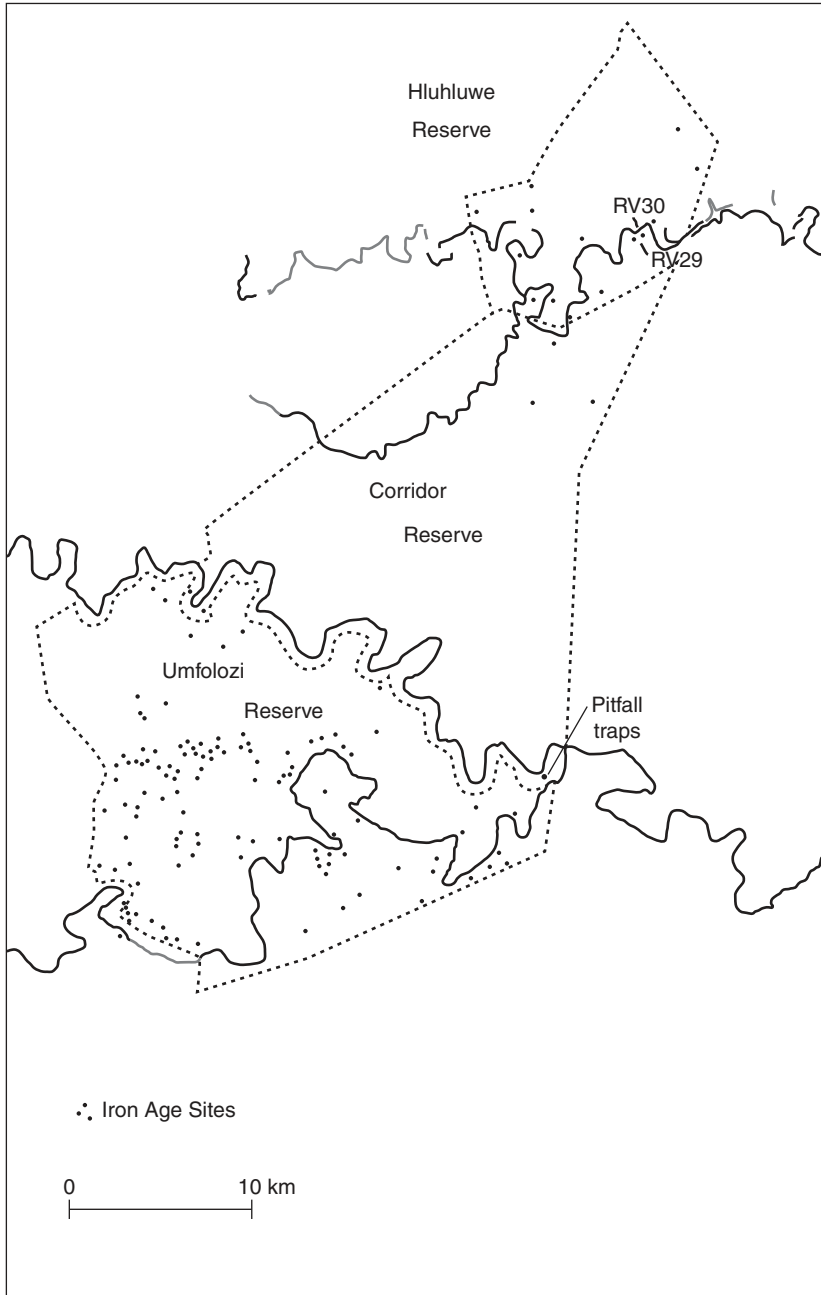 Hluhluwe
Reserve
RV30
RV29
Corridor
Reserve
Umfolozi
Reserve
Pitfall
traps
Iron Age Sites
0 10 km